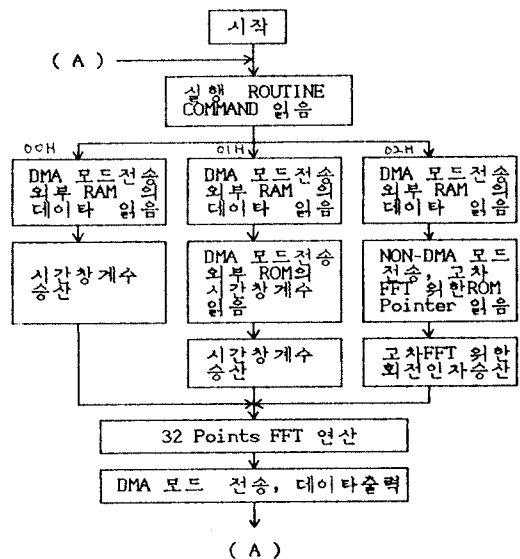 시작
( A )
실행 ROUTINE
COMMAND 읽음
00H
01H
02H
DMA 모드전송
외부 RAM 의
데이타 읽음
DMA 모드전송
외부 RAM 의
데이타 읽음
DMA 모드전송
외부 RAM 의
데이타 읽음
시간창계수
승산
DMA 모드전송
외부 ROM의
시간창계수
읽음
NON-DMA 모드
전송, 고차
FFT 위한ROM
Pointer 읽음
시간창계수
승산
고차FFT 위한
회전인자승산
32 Points FFT 연산
DMA 모드 전송, 데이타출력
( A )